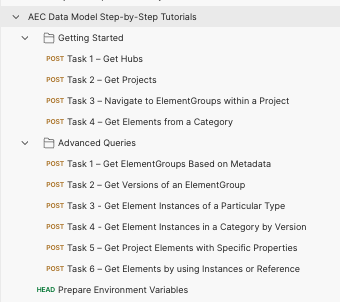 AEC Data Model Step-by-Step Tutorials
Getting Started
POST Task 1 – Get Hubs
POST Task 2 – Get Projects
POST Task 3 – Navigate to ElementGroups within a Project
POST Task 4 – Get Elements from a Category
Advanced Queries
POST Task 1 – Get ElementGroups Based on Metadata
POST Task 2 – Get Versions of an ElementGroup
POST Task 3 - Get Element Instances of a Particular Type
POST Task 4 - Get Element Instances in a Category by Version
POST Task 5 – Get Project Elements with Specific Properties
POST Task 6 – Get Elements by using Instances or Reference
HEAD Prepare Environment Variables